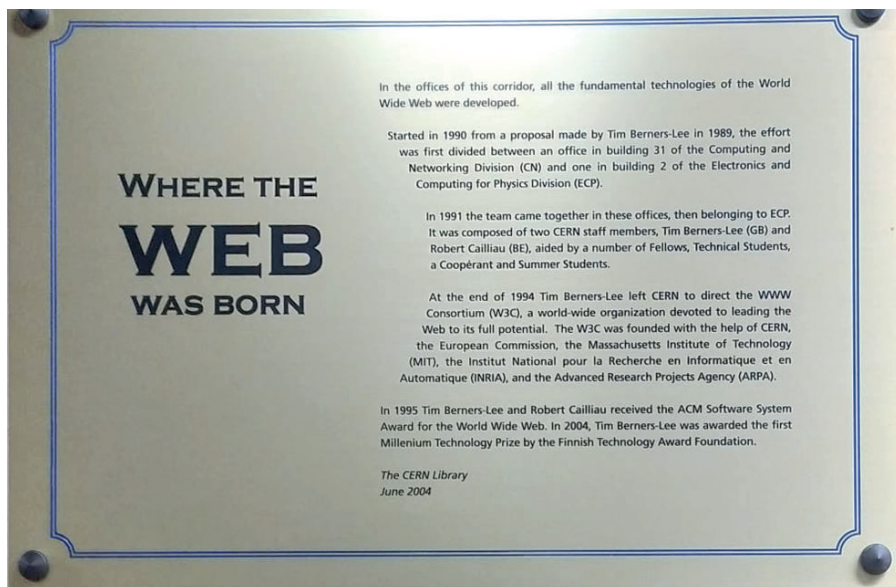 WHERE THE
WEB
WAS BORN
In the offices of this corridor, all the fundamental technologies of the World
Wide Web were developed.
Started in 1990 from a proposal made by Tim Berners-Lee in 1989, the effort
was first divided between an office in building 31 of the Computing and
Networking Division (CN) and one in building 2 of the Electronics and
Computing for Physics Division (ECP).
In 1991 the team came together in these offices, then belonging to ECP.
It was composed of two CERN staff members, Tim Berners-Lee (GB) and
Robert Cailliau (BE), aided by a number of Fellows, Technical Students,
a Coopérant and Summer Students.
At the end of 1994 Tim Berners-Lee left CERN to direct the WWW
Consortium (W3C), a world-wide organization devoted to leading the
Web to its full potential. The W3C was founded with the help of CERN,
the European Commission, the Massachusetts Institute of Technology
(MIT), the Institut National pour la Recherche en Informatique et en
Automatique (INRIA), and the Advanced Research Projects Agency (ARPA).
In 1995 Tim Berners-Lee and Robert Cailliau received the ACM Software System
Award for the World Wide Web. In 2004, Tim Berners-Lee was awarded the first
Millenium Technology Prize by the Finnish Technology Award Foundation.
The CERN Library
June 2004